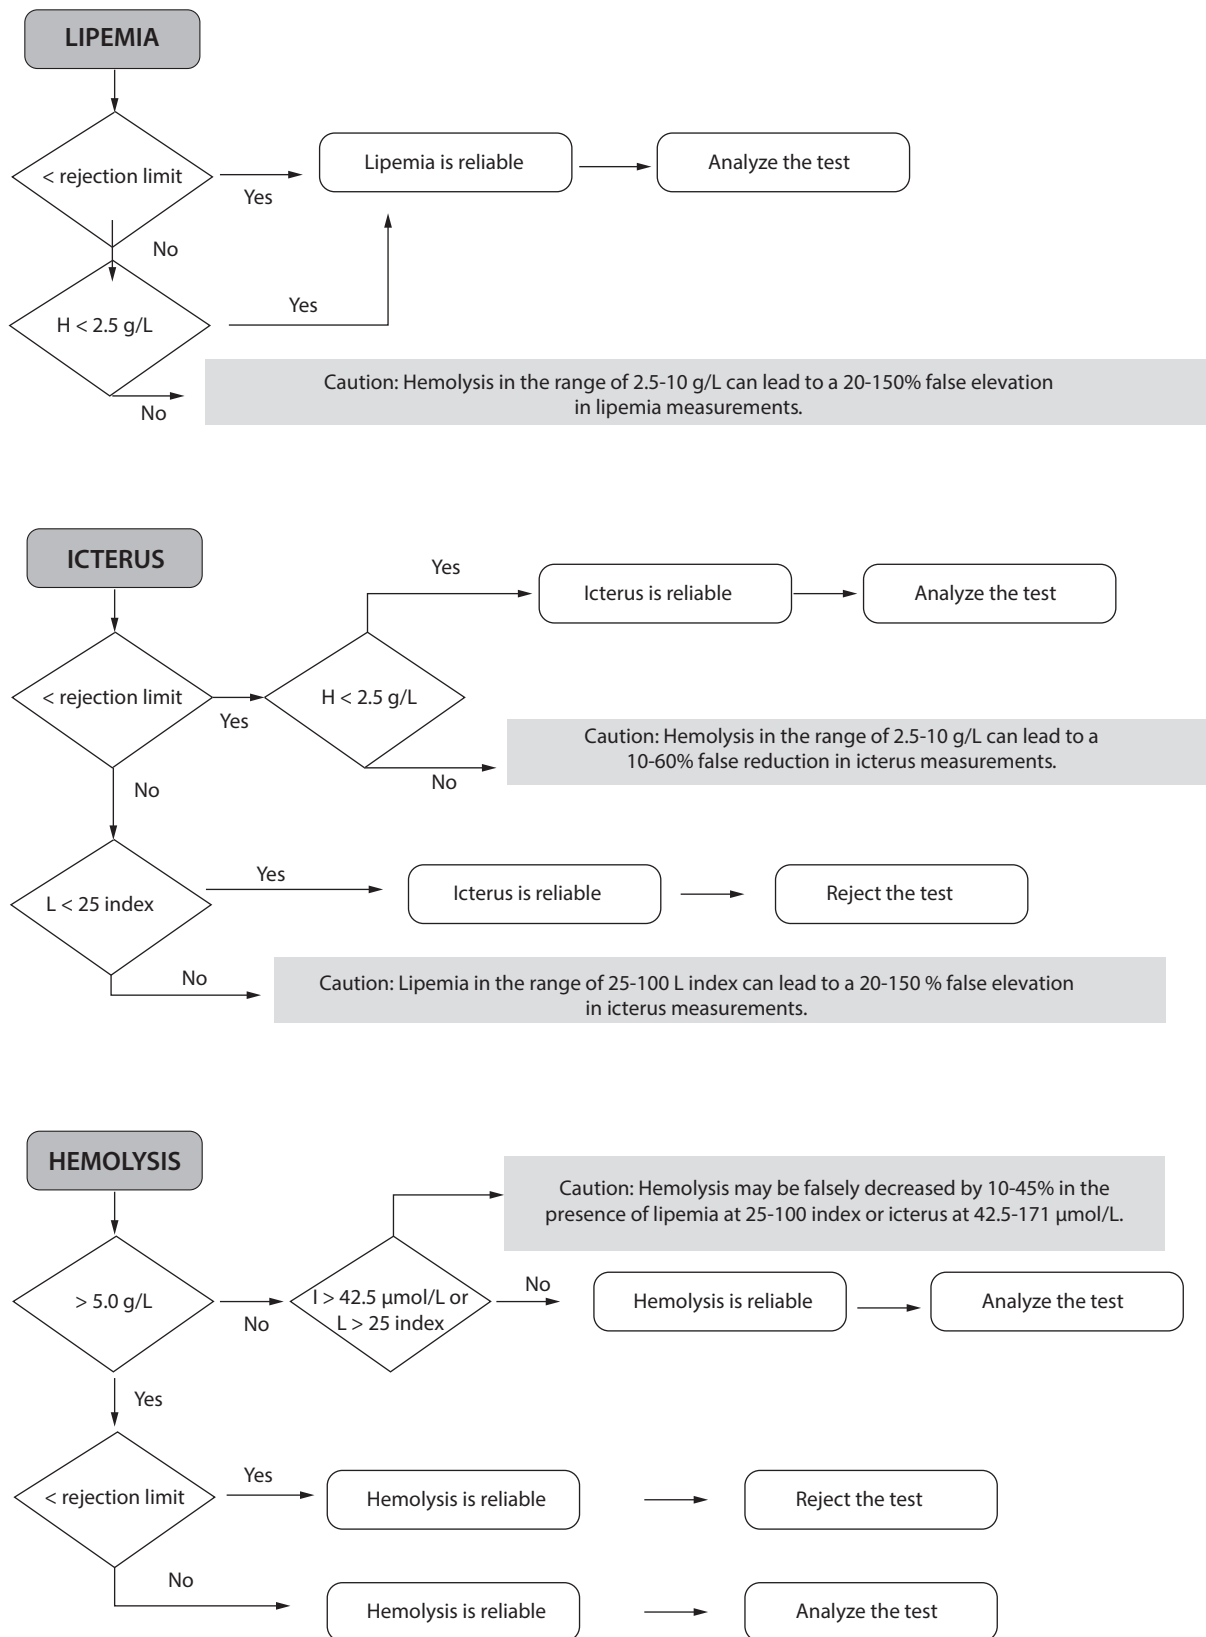 LIPEMIA
< rejection limit
Yes
Lipemia is reliable
Analyze the test
No
H < 2.5 g/L
Yes
No
Caution: Hemolysis in the range of 2.5-10 g/L can lead to a 20-150% false elevation
in lipemia measurements.
ICTERUS
< rejection limit
Yes
H < 2.5 g/L
Yes
Icterus is reliable
Analyze the test
No
Caution: Hemolysis in the range of 2.5-10 g/L can lead to a
10-60% false reduction in icterus measurements.
No
L < 25 index
Yes
Icterus is reliable
Reject the test
No
Caution: Lipemia in the range of 25-100 L index can lead to a 20-150 % false elevation
in icterus measurements.
HEMOLYSIS
Caution: Hemolysis may be falsely decreased by 10-45% in the
presence of lipemia at 25-100 index or icterus at 42.5-171 μmol/L.
> 5.0 g/L
No
I > 42.5 μmol/L or
L > 25 index
No
Hemolysis is reliable
Analyze the test
Yes
< rejection limit
Yes
Hemolysis is reliable
Reject the test
No
Hemolysis is reliable
Analyze the test